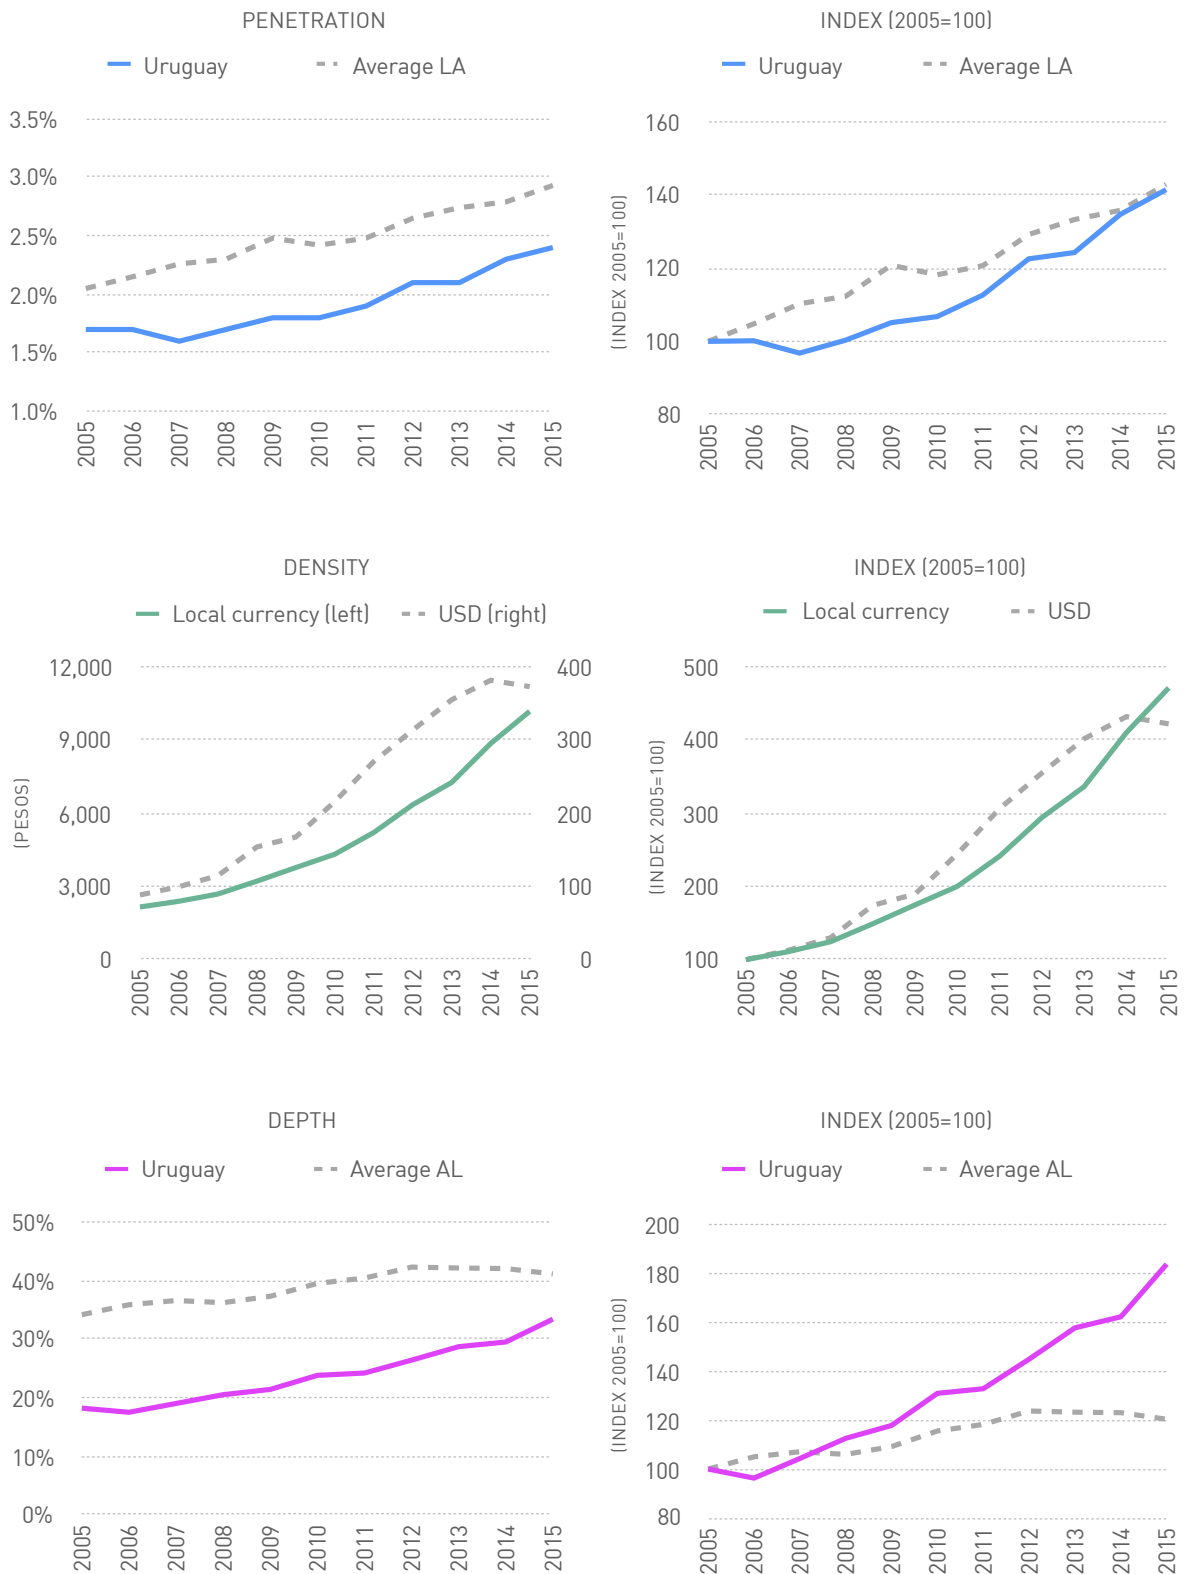 PENETRATION
Uruguay
Average LA
3.5%
3.0%
2.5%
2.0%
1.5%
1.0%
2005 2006 2007 2008 2009 2010 2011 2012 2013 2014 2015
INDEX (2005=100)
Uruguay
Average LA
(INDEX 2005=100)
160
140
120
100
80
2005 2006 2007 2008 2009 2010 2011 2012 2013 2014 2015
DENSITY
Local currency (left)
USD (right)
(PESOS)
12,000
9,000
6,000
3,000
0
400
300
200
100
0
2005 2006 2007 2008 2009 2010 2011 2012 2013 2014 2015
INDEX (2005=100)
Local currency
USD
(INDEX 2005=100)
500
400
300
200
100
2005 2006 2007 2008 2009 2010 2011 2012 2013 2014 2015
DEPTH
Uruguay
Average AL
50%
40%
30%
20%
10%
0%
2005 2006 2007 2008 2009 2010 2011 2012 2013 2014 2015
INDEX (2005=100)
Uruguay
Average AL
(INDEX 2005=100)
200
180
160
140
120
100
80
2005 2006 2007 2008 2009 2010 2011 2012 2013 2014 2015